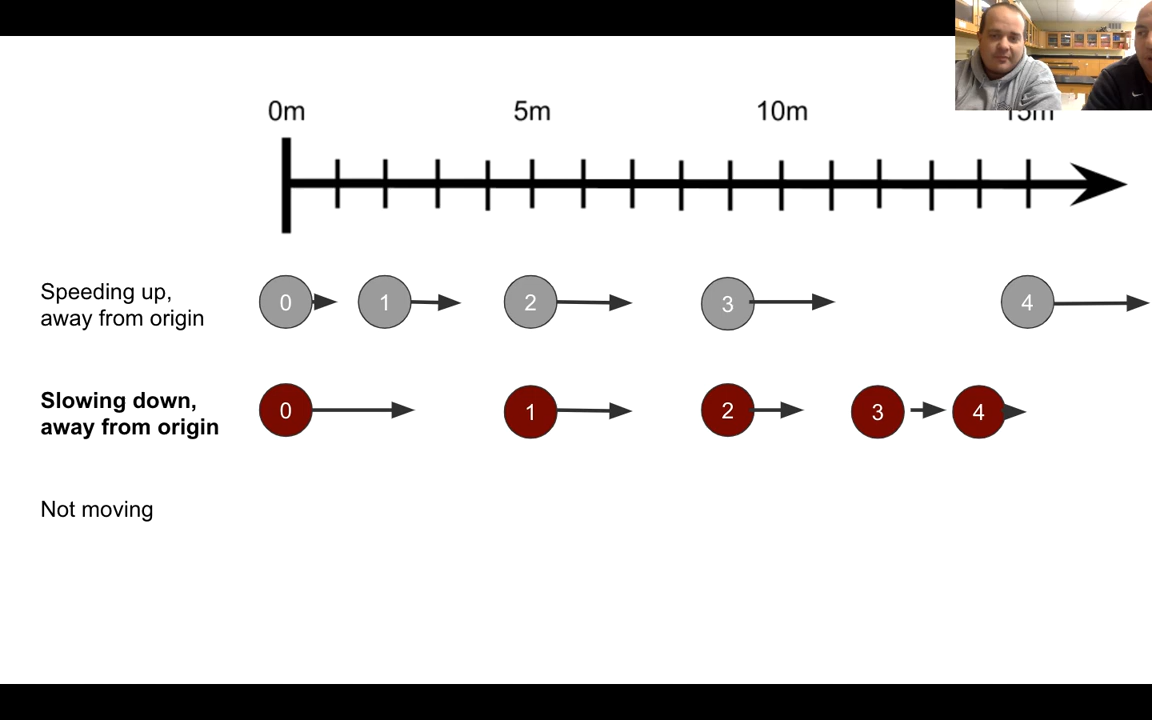 0m 5m 10m 15m
Speeding up,
away from origin
0 1 2 3 4
Slowing down,
away from origin
0 1 2 3 4
Not moving